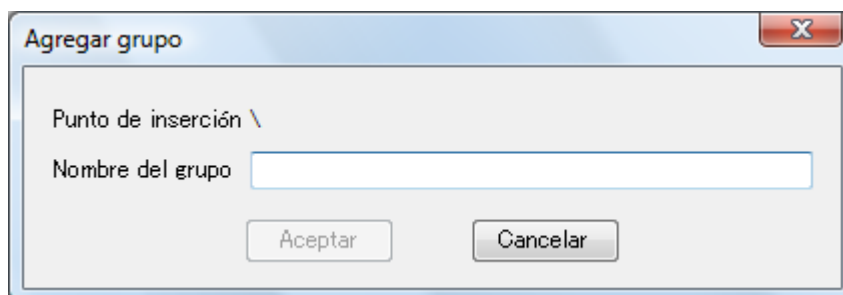 Agregar grupo
Punto de inserción \
Nombre del grupo
Aceptar Cancelar